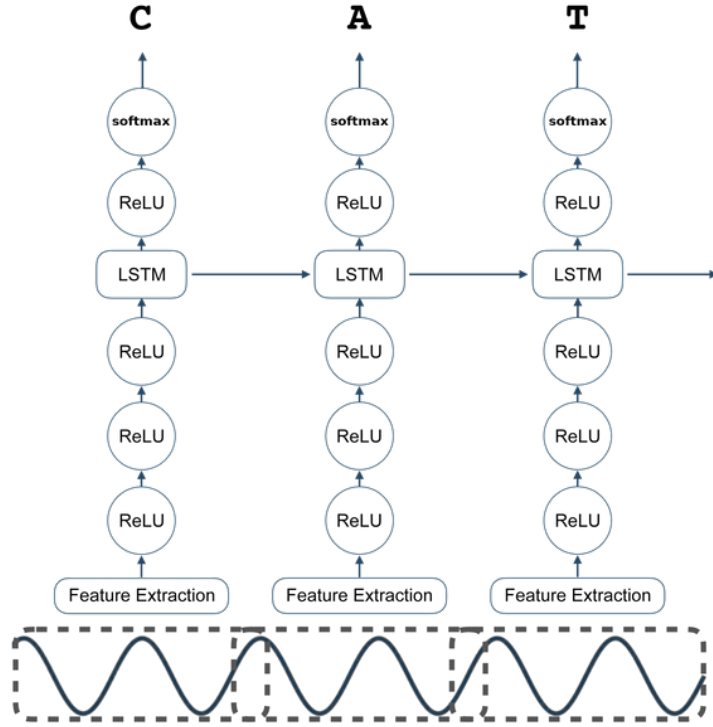 C A T
softmax softmax softmax
ReLU ReLU ReLU
LSTM LSTM LSTM
ReLU ReLU ReLU
ReLU ReLU ReLU
ReLU ReLU ReLU
Feature Extraction Feature Extraction Feature Extraction